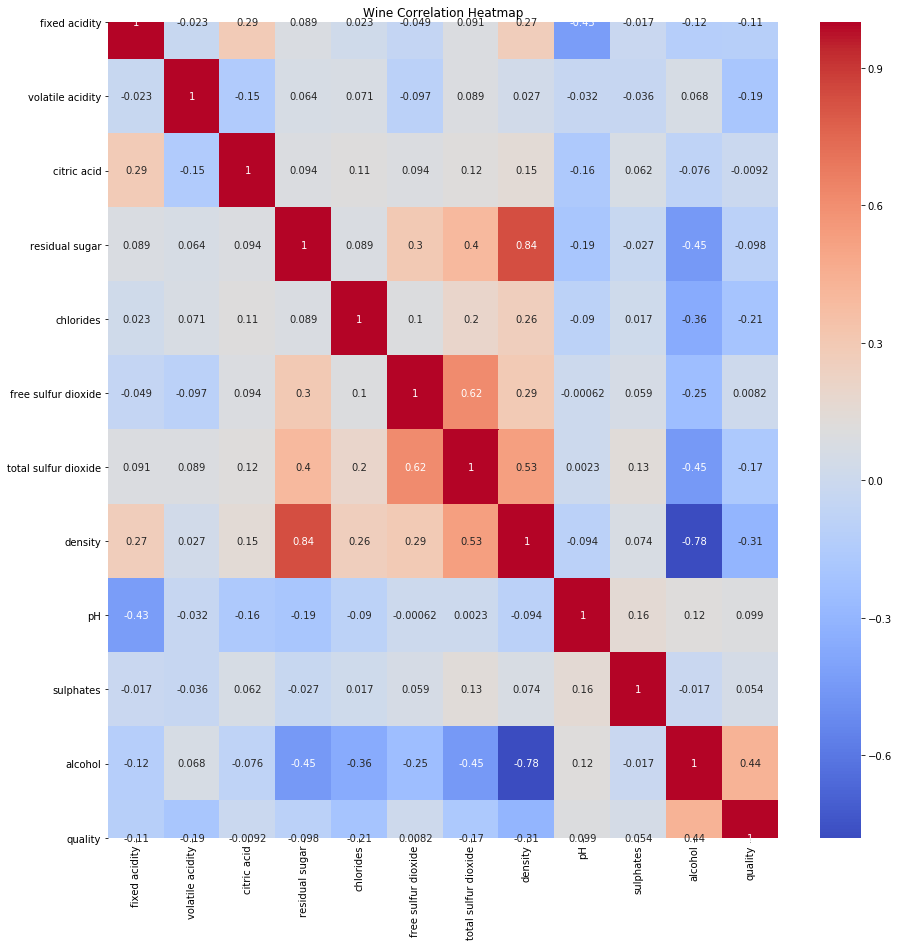 Wine Correlation Heatmap
fixed acidity 1 -0.023 0.29 0.089 0.023 -0.049 0.091 0.27 -0.43 -0.017 -0.12 -0.11
0.9
volatile acidity -0.023 1 -0.15 0.064 0.071 -0.097 0.089 0.027 -0.032 -0.036 0.068 -0.19
citric acid 0.29 -0.15 1 0.094 0.11 0.094 0.12 0.15 -0.16 0.062 -0.076 -0.0092
0.6
residual sugar 0.089 0.064 0.094 1 0.089 0.3 0.4 0.84 -0.19 -0.027 -0.45 -0.098
chlorides 0.023 0.071 0.11 0.089 1 0.1 0.2 0.26 -0.09 0.017 -0.36 -0.21
0.3
free sulfur dioxide -0.049 -0.097 0.094 0.3 0.1 1 0.62 0.29 -0.00062 0.059 -0.25 0.0082
total sulfur dioxide 0.091 0.089 0.12 0.4 0.2 0.62 1 0.53 0.0023 0.13 -0.45 -0.17
0.0
density 0.27 0.027 0.15 0.84 0.26 0.29 0.53 1 -0.094 0.074 -0.78 -0.31
pH -0.43 -0.032 -0.16 -0.19 -0.09 -0.00062 0.0023 -0.094 1 0.16 0.12 0.099
−0.3
sulphates -0.017 -0.036 0.062 -0.027 0.017 0.059 0.13 0.074 0.16 1 -0.017 0.054
−0.6
alcohol -0.12 0.068 -0.076 -0.45 -0.36 -0.25 -0.45 -0.78 0.12 -0.017 1 0.44
quality -0.11 -0.19 -0.0092 -0.098 -0.21 0.0082 -0.17 -0.31 0.099 0.054 0.44 1
fixed acidity
volatile acidity
citric acid
residual sugar
chlorides
free sulfur dioxide
total sulfur dioxide
density
pH
sulphates
alcohol
quality